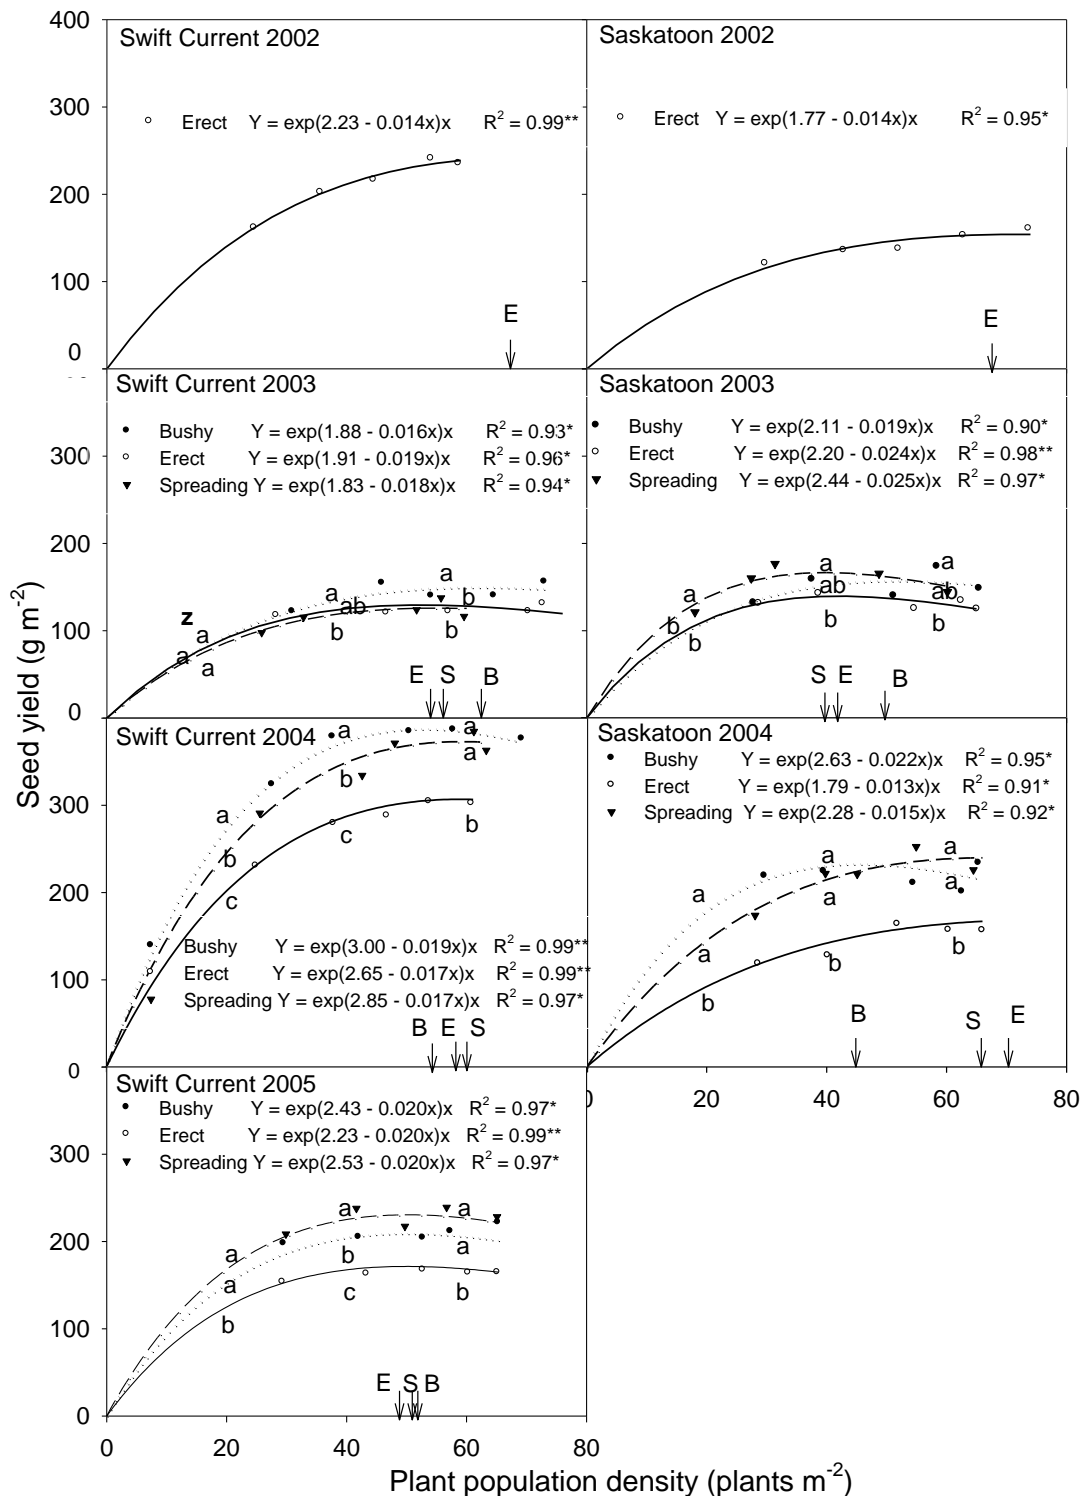 Seed yield (g m-2)
Swift Current 2002
Erect Y = exp(2.23 - 0.014x)x R2 = 0.99**
400
300
200
100
0
E
Saskatoon 2002
Erect Y = exp(1.77 - 0.014x)x R2 = 0.95*
E
Swift Current 2003
Bushy Y = exp(1.88 - 0.016x)x R2 = 0.93*
Erect Y = exp(1.91 - 0.019x)x R2 = 0.96*
Spreading Y = exp(1.83 - 0.018x)x R2 = 0.94*
300
200
100
0
z
a a
a ab b
a a b b
E S B
Saskatoon 2003
Bushy Y = exp(2.11 - 0.019x)x R2 = 0.90*
Erect Y = exp(2.20 - 0.024x)x R2 = 0.98**
Spreading Y = exp(2.44 - 0.025x)x R2 = 0.97*
a a
a ab ab
b b b b
S E B
Swift Current 2004
300
200
100
0
a a
a b a
b c b
c
Bushy Y = exp(3.00 - 0.019x)x R2 = 0.99**
Erect Y = exp(2.65 - 0.017x)x R2 = 0.99**
Spreading Y = exp(2.85 - 0.017x)x R2 = 0.97*
B E S
Saskatoon 2004
Bushy Y = exp(2.63 - 0.022x)x R2 = 0.95*
Erect Y = exp(1.79 - 0.013x)x R2 = 0.91*
Spreading Y = exp(2.28 - 0.015x)x R2 = 0.92*
a a
a a a
a b b
b
B S E
0 20 40 60 80
Swift Current 2005
Bushy Y = exp(2.43 - 0.020x)x R2 = 0.97*
Erect Y = exp(2.23 - 0.020x)x R2 = 0.99**
Spreading Y = exp(2.53 - 0.020x)x R2 = 0.97*
300
200
100
0
a a
a b a
a c b
b
E S B
0 20 40 60 80
Plant population density (plants m-2)